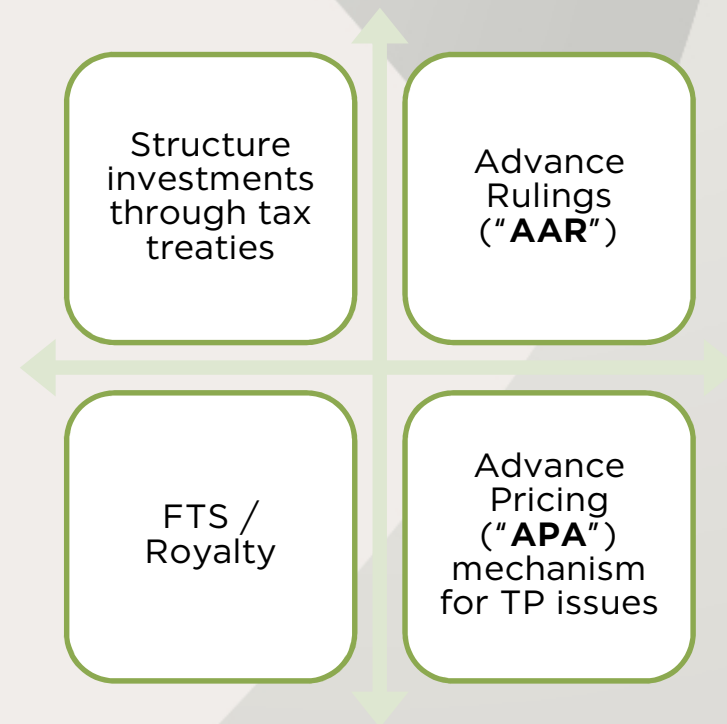 Structure
investments
through tax
treaties
Advance
Rulings
(“AAR”)
FTS /
Royalty
Advance
Pricing
(“APA”)
mechanism
for TP issues